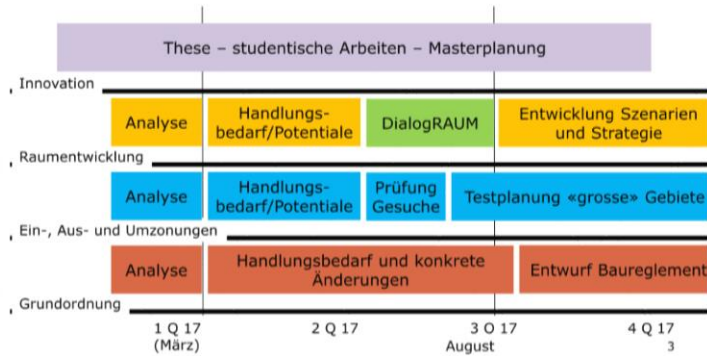 These – studentische Arbeiten – Masterplanung
Innovation
Analyse
Handlungs-
bedarf/Potentiale
DialogRAUM
Entwicklung Szenarien
und Strategie
Raumentwicklung
Analyse
Handlungs-
bedarf/Potentiale
Prüfung
Gesuche
Testplanung «grosse» Gebiete
Ein-, Aus- und Umzonungen
Analyse
Handlungsbedarf und konkrete
Änderungen
Entwurf Baureglement
Grundordnung
1 Q 17
(März)
2 Q 17
3 Q 17
August
4 Q 17
3